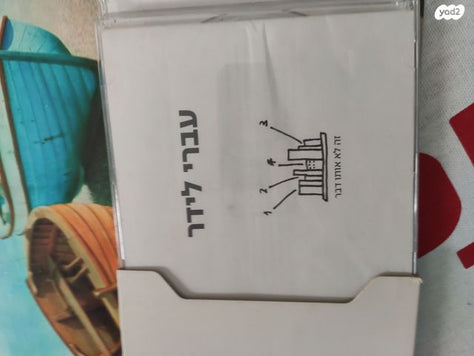 עברי לידר
1 2 4 3
זה לא אותו דבר
yad2